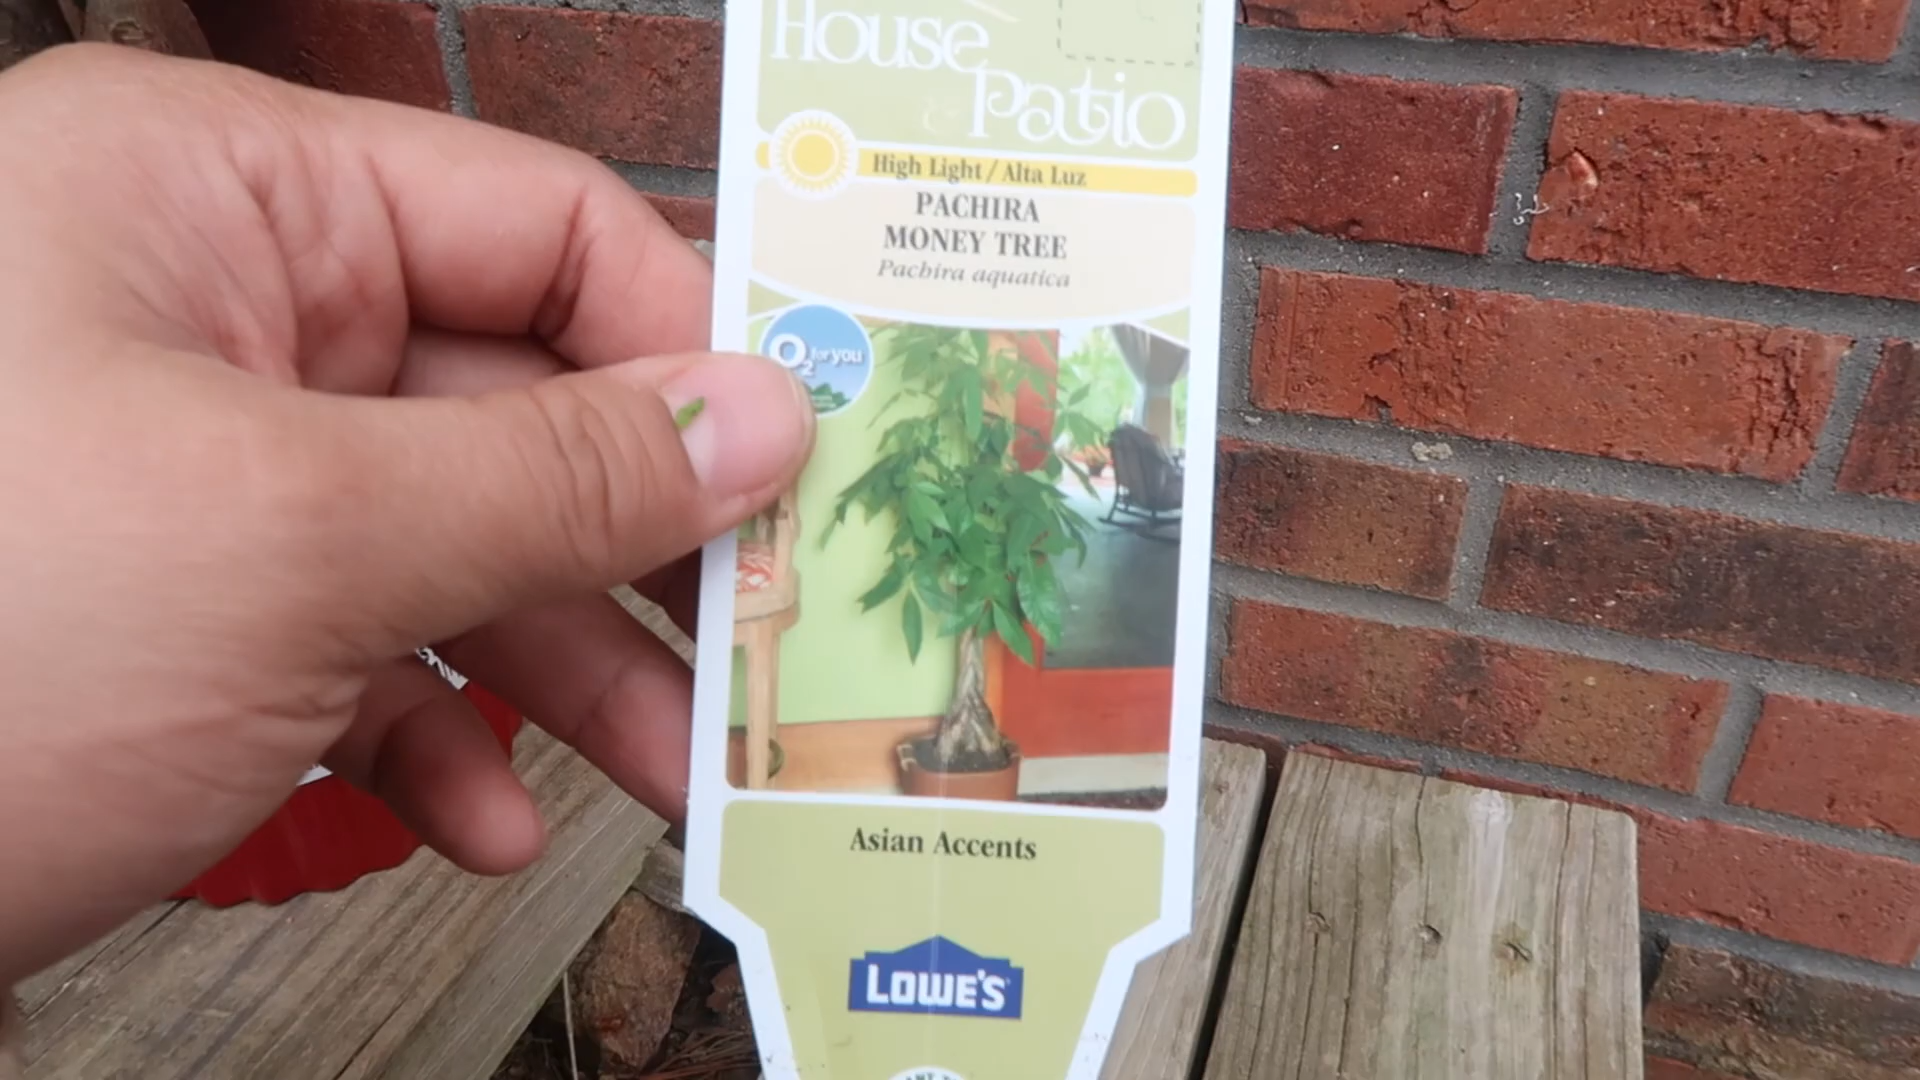 House
& Patio
High Light / Alta Luz
PACHIRA
MONEY TREE
Pachira aquatica
O2 for you
Asian Accents
LOWE'S